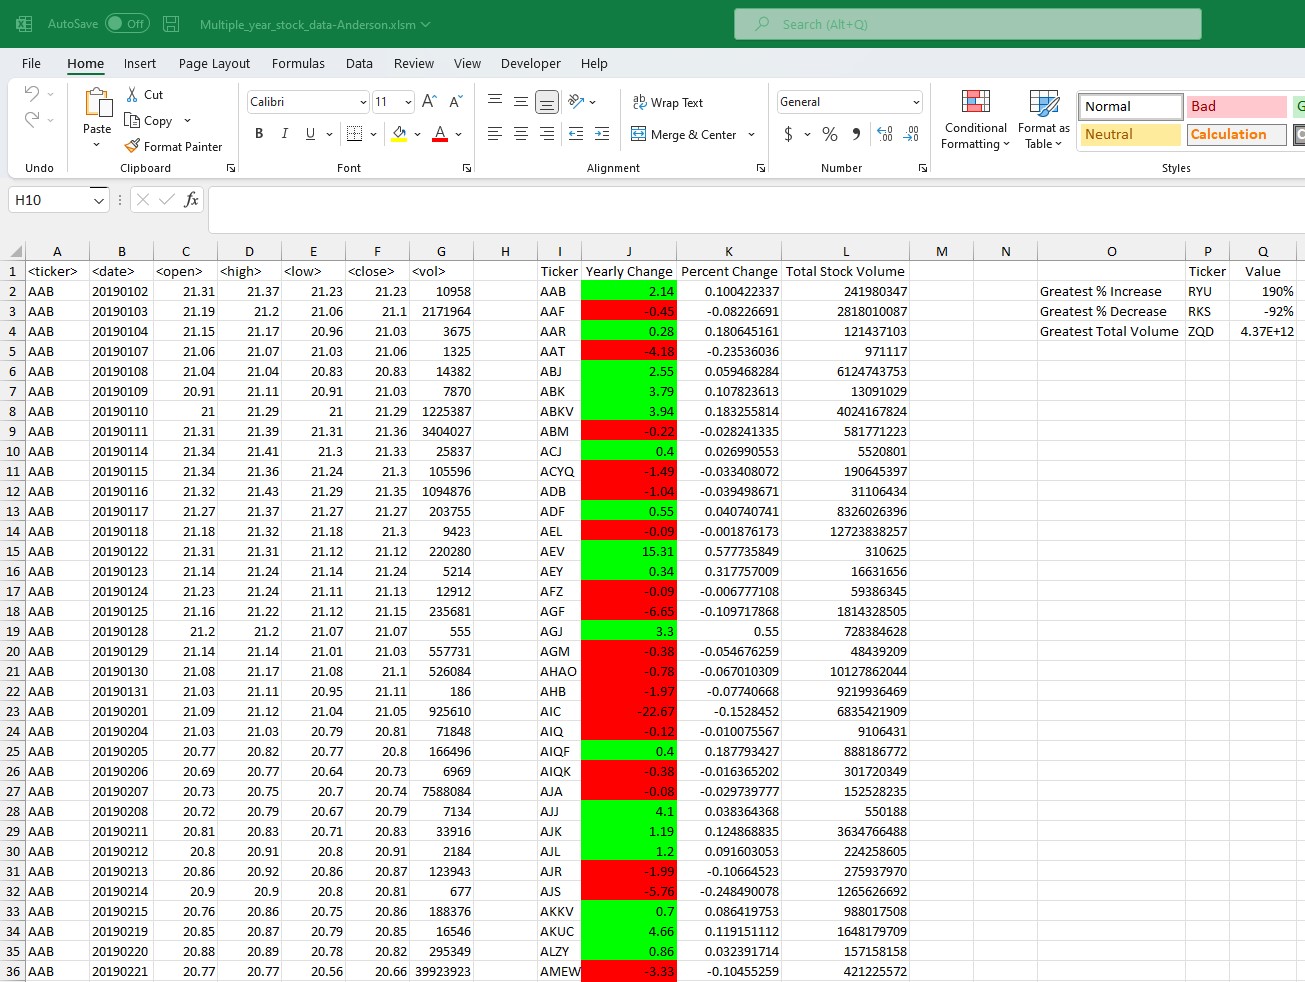 AutoSave Off Multiple_year_stock_data-Anderson.xlsm Search (Alt+Q)
File Home Insert Page Layout Formulas Data Review View Developer Help
Cut
Copy
Format Painter
Paste
Calibri 11
B I U A
Wrap Text
Merge & Center
General
$ % 9
Conditional Formatting
Format as Table
Normal Bad G
Neutral Calculation
Undo Clipboard Font Alignment Number Styles
H10 fx
A B C D E F G H I J K L M N O P Q
1 <ticker> <date> <open> <high> <low> <close> <vol> Ticker Yearly Change Percent Change Total Stock Volume Ticker Value
2 AAB 20190102 21.31 21.37 21.23 21.23 10958 AAB 2.14 0.100422337 241980347 Greatest % Increase RYU 190%
3 AAB 20190103 21.19 21.2 21.06 21.1 2171964 AAF -0.45 -0.08226691 2818010087 Greatest % Decrease RKS -92%
4 AAB 20190104 21.15 21.17 20.96 21.03 3675 AAR 0.28 0.180645161 121437103 Greatest Total Volume ZQD 4.37E+12
5 AAB 20190107 21.06 21.07 21.03 21.06 1325 AAT -4.18 -0.23536036 971117
6 AAB 20190108 21.04 21.04 20.83 20.83 14382 ABJ 2.55 0.059468284 6124743753
7 AAB 20190109 20.91 21.11 20.91 21.03 7870 ABK 3.79 0.107823613 13091029
8 AAB 20190110 21 21.29 21 21.29 1225387 ABKV 3.94 0.183255814 4024167824
9 AAB 20190111 21.31 21.39 21.31 21.36 3404027 ABM -0.22 -0.028241335 581771223
10 AAB 20190114 21.34 21.41 21.3 21.33 25837 ACJ 0.4 0.026990553 5520801
11 AAB 20190115 21.34 21.36 21.24 21.3 105596 ACYQ -1.49 -0.033408072 190645397
12 AAB 20190116 21.32 21.43 21.29 21.35 1094876 ADB -1.04 -0.039498671 31106434
13 AAB 20190117 21.27 21.37 21.27 21.27 203755 ADF 0.55 0.040740741 8326026396
14 AAB 20190118 21.18 21.32 21.18 21.3 9423 AEL -0.09 -0.001876173 12723838257
15 AAB 20190122 21.31 21.31 21.12 21.12 220280 AEV 15.31 0.577735849 310625
16 AAB 20190123 21.14 21.24 21.14 21.24 5214 AEY 0.34 0.317757009 16631656
17 AAB 20190124 21.23 21.24 21.11 21.13 12912 AFZ -0.09 -0.006777108 59386345
18 AAB 20190125 21.16 21.22 21.12 21.15 235681 AGF -6.65 -0.109717868 1814328505
19 AAB 20190128 21.2 21.2 21.07 21.07 555 AGJ 3.3 0.55 728384628
20 AAB 20190129 21.14 21.14 21.01 21.03 557731 AGM -0.38 -0.054676259 48439209
21 AAB 20190130 21.08 21.17 21.08 21.1 526084 AHAO -0.78 -0.067010309 10127862044
22 AAB 20190131 21.03 21.11 20.95 21.11 186 AHB -1.97 -0.07740668 9219936469
23 AAB 20190201 21.09 21.12 21.04 21.05 925610 AIC -22.67 -0.1528452 6835421909
24 AAB 20190204 21.03 21.03 20.79 20.81 71848 AIQ -0.12 -0.010075567 9106431
25 AAB 20190205 20.77 20.82 20.77 20.8 166496 AIQF 0.4 0.187793427 888186772
26 AAB 20190206 20.69 20.77 20.64 20.73 6969 AIQK -0.38 -0.016365202 301720349
27 AAB 20190207 20.73 20.75 20.7 20.74 7588084 AJA -0.08 -0.029739777 152528235
28 AAB 20190208 20.72 20.79 20.67 20.79 7134 AJJ 4.1 0.038364368 550188
29 AAB 20190211 20.81 20.83 20.71 20.83 33916 AJK 1.19 0.124868835 3634766488
30 AAB 20190212 20.8 20.91 20.8 20.91 2184 AJL 1.2 0.091603053 224258605
31 AAB 20190213 20.86 20.92 20.86 20.87 123943 AJR -1.99 -0.10664523 275937970
32 AAB 20190214 20.9 20.9 20.8 20.81 677 AJS -5.76 -0.248490078 1265626692
33 AAB 20190215 20.76 20.86 20.75 20.86 188376 AKKV 0.7 0.086419753 988017508
34 AAB 20190219 20.85 20.87 20.79 20.85 16546 AKUC 4.66 0.119151112 1648179709
35 AAB 20190220 20.88 20.89 20.78 20.82 295349 ALZY 0.86 0.032391714 157158158
36 AAB 20190221 20.77 20.77 20.56 20.66 39923923 AMEW -3.33 -0.10455259 421225572